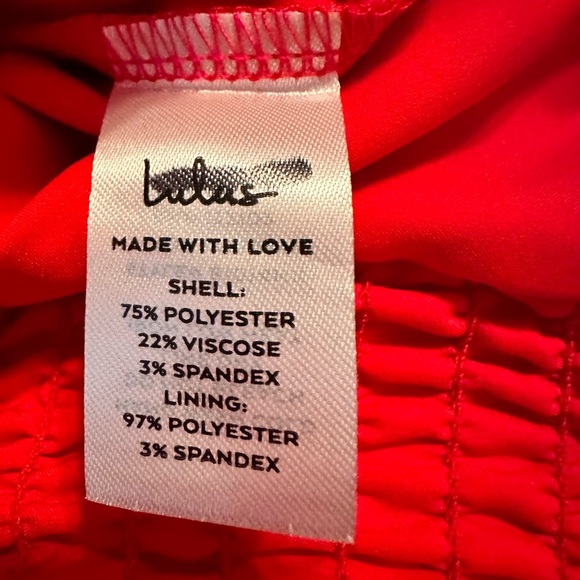 Lulus
MADE WITH LOVE
SHELL:
75% POLYESTER
22% VISCOSE
3% SPANDEX
LINING:
97% POLYESTER
3% SPANDEX